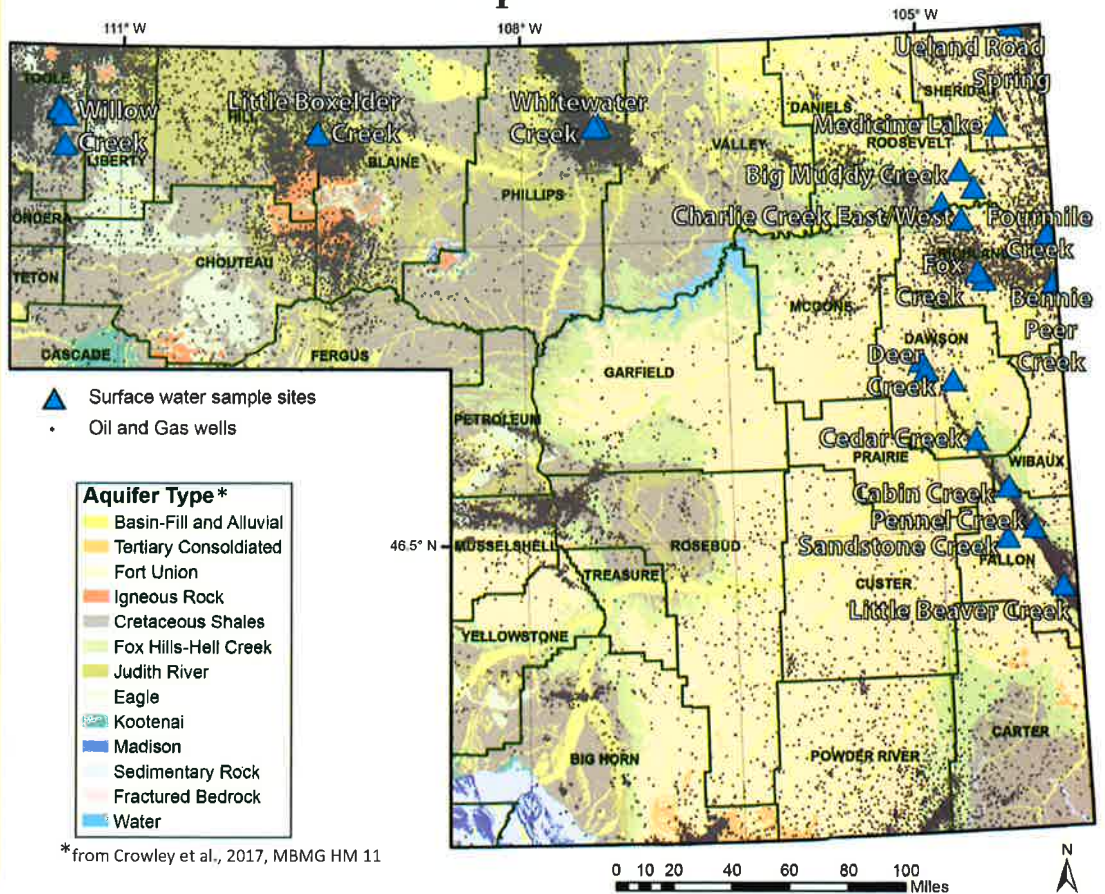 111° W
108° W
105° W
Ueland Road
Spring
TOOLE
Willow
Creek
LIBERTY
HILL
Little Boxelder
Creek
BLAINE
Whitewater
Creek
PHILLIPS
VALLEY
DANIELS
SHERIDA
Medicine Lake
ROOSEVELT
Big Muddy Creek
Charlie Creek East/West
Fourmile
Creek
RICHLAND
Fox
Creek
Bennie
Peer
Creek
ONDERA
TETON
CHOUTEAU
CASCADE
FERGUS
MCCONE
DAWSON
GARFIELD
Deer
Creek
PETROLEUM
Cedar Creek
PRAIRIE
WIBAUX
Cabin Creek
Pennel Creek
Sandstone Creek
FALLON
46.5° N
MUSSELSHELL
ROSEBUD
TREASURE
CUSTER
Little Beaver Creek
YELLOWSTONE
BIG HORN
POWDER RIVER
CARTER
Surface water sample sites
Oil and Gas wells
Aquifer Type*
Basin-Fill and Alluvial
Tertiary Consoldiated
Fort Union
Igneous Rock
Cretaceous Shales
Fox Hills-Hell Creek
Judith River
Eagle
Kootenai
Madison
Sedimentary Rock
Fractured Bedrock
Water
*from Crowley et al., 2017, MBMG HM 11
0 10 20 40 60 80 100
Miles
N